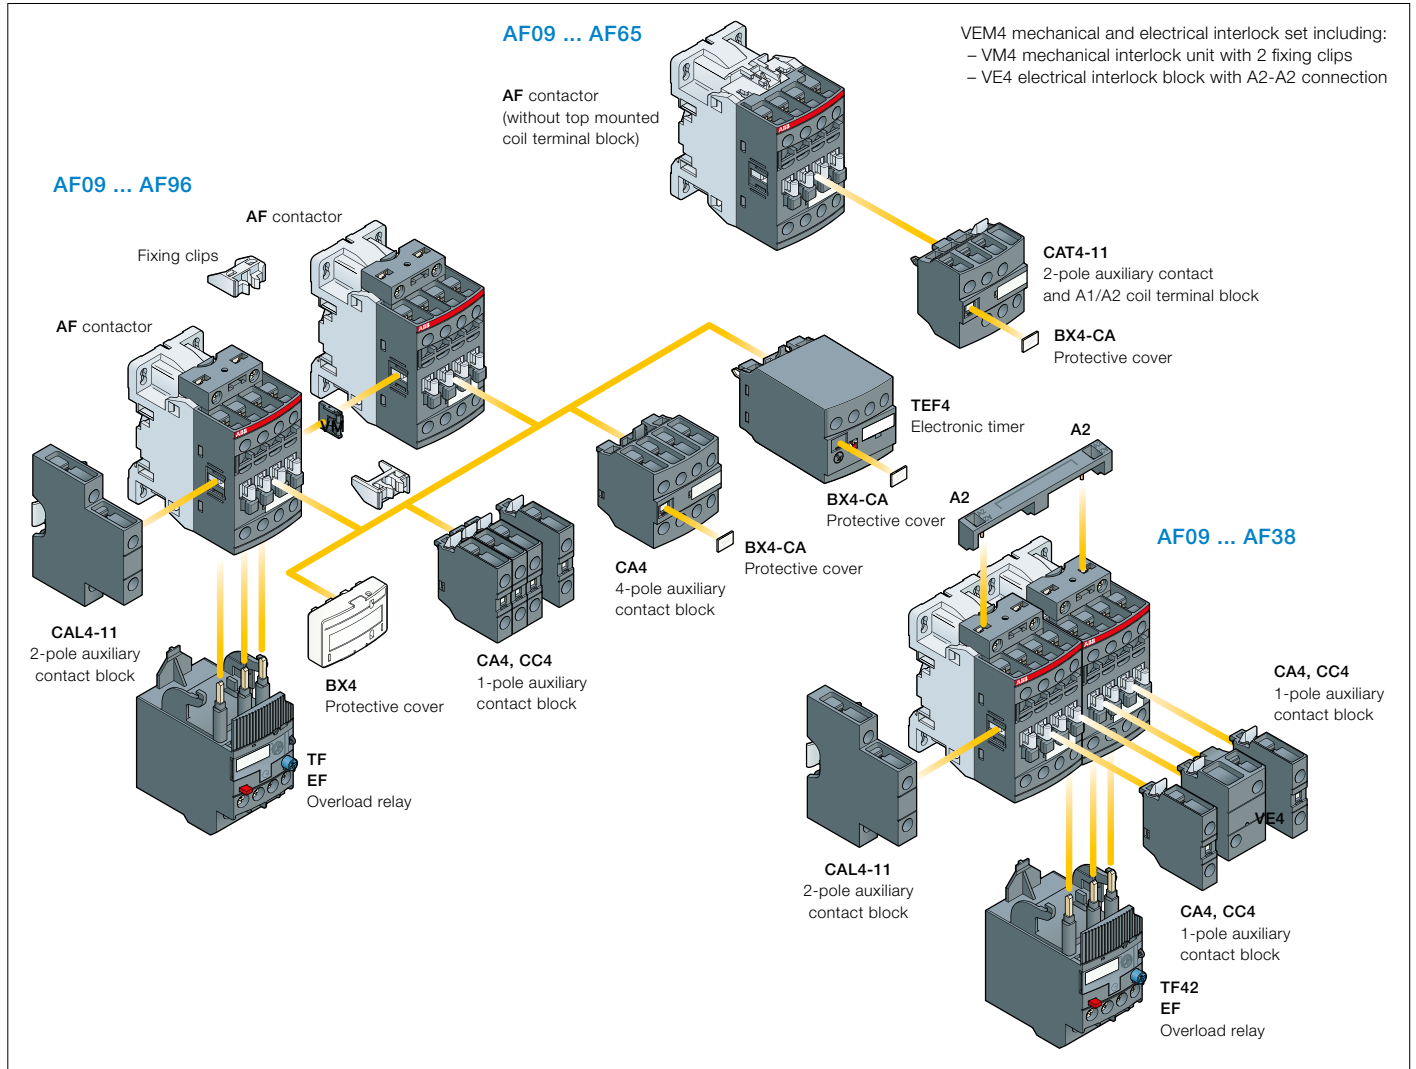 AF09 ... AF65
VEM4 mechanical and electrical interlock set including:
– VM4 mechanical interlock unit with 2 fixing clips
– VE4 electrical interlock block with A2-A2 connection
AF contactor
(without top mounted
coil terminal block)
ABB
AF09 ... AF96
AF contactor
Fixing clips
ABB
AF contactor
ABB
VM
CAT4-11
2-pole auxiliary contact
and A1/A2 coil terminal block
BX4-CA
Protective cover
TEF4
Electronic timer
BX4-CA
Protective cover
A2
A2
AF09 ... AF38
CA4
4-pole auxiliary
contact block
BX4-CA
Protective cover
CAL4-11
2-pole auxiliary
contact block
BX4
Protective cover
CA4, CC4
1-pole auxiliary
contact block
TF
EF
Overload relay
ABB
ABB
CA4, CC4
1-pole auxiliary
contact block
VE4
CAL4-11
2-pole auxiliary
contact block
CA4, CC4
1-pole auxiliary
contact block
TF42
EF
Overload relay